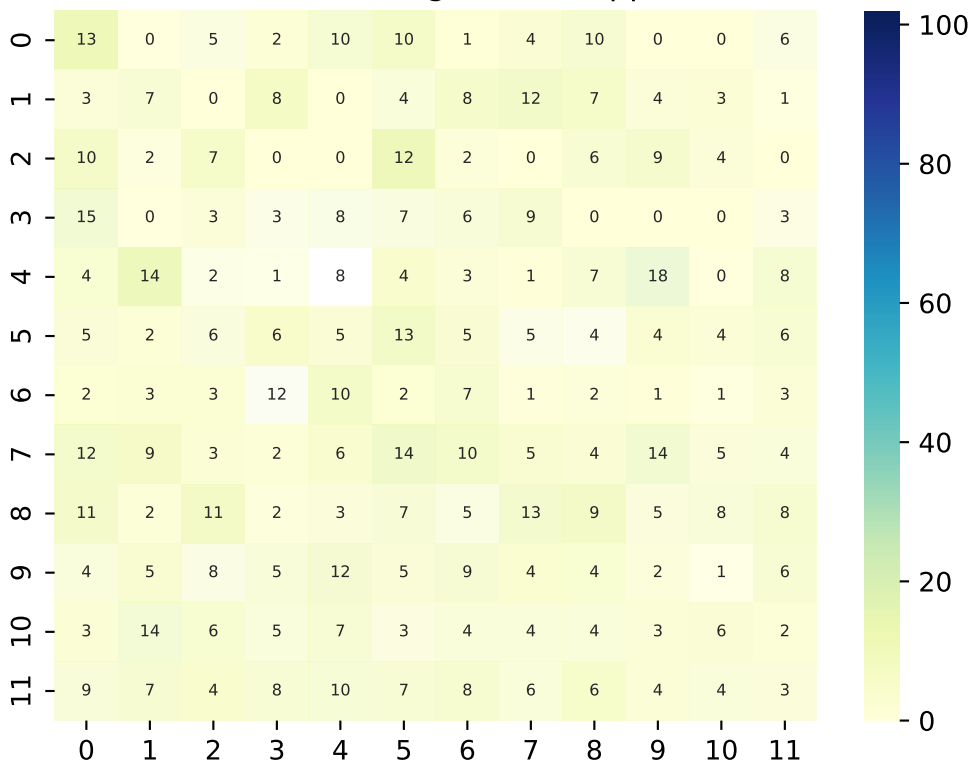 0 13 0 5 2 10 10 1 4 10 0 0 6
1 3 7 0 8 0 4 8 12 7 4 3 1
2 10 2 7 0 0 12 2 0 6 9 4 0
3 15 0 3 3 8 7 6 9 0 0 0 3
4 4 14 2 1 8 4 3 1 7 18 0 8
5 5 2 6 6 5 13 5 5 4 4 4 6
6 2 3 3 12 10 2 7 1 2 1 1 3
7 12 9 3 2 6 14 10 5 4 14 5 4
8 11 2 11 2 3 7 5 13 9 5 8 8
9 4 5 8 5 12 5 9 4 4 2 1 6
10 3 14 6 5 7 3 4 4 4 3 6 2
11 9 7 4 8 10 7 8 6 6 4 4 3
0 1 2 3 4 5 6 7 8 9 10 11
100
80
60
40
20
0